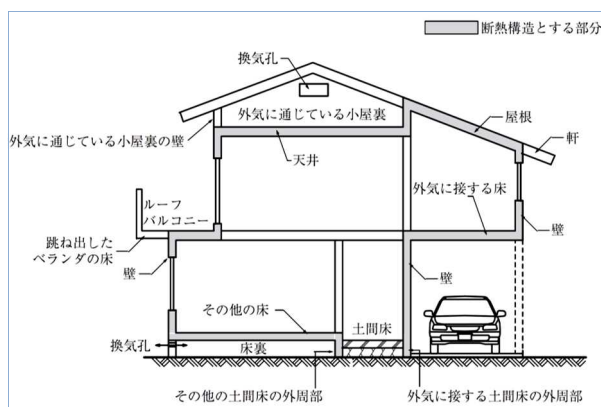 断熱構造とする部分
換気孔
外気に通じている小屋裏
屋根
外気に通じている小屋裏の壁
軒
天井
外気に接する床
ルーフ
バルコニー
跳ね出した
ベランダの床
壁
壁
壁
その他の床
土間床
換気孔
床裏
その他の土間床の外周部
外気に接する土間床の外周部